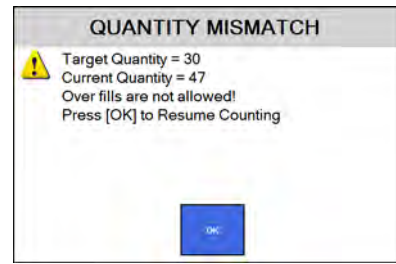 QUANTITY MISMATCH
Target Quantity = 30
Current Quantity = 47
Over fills are not allowed!
Press [OK] to Resume Counting
OK